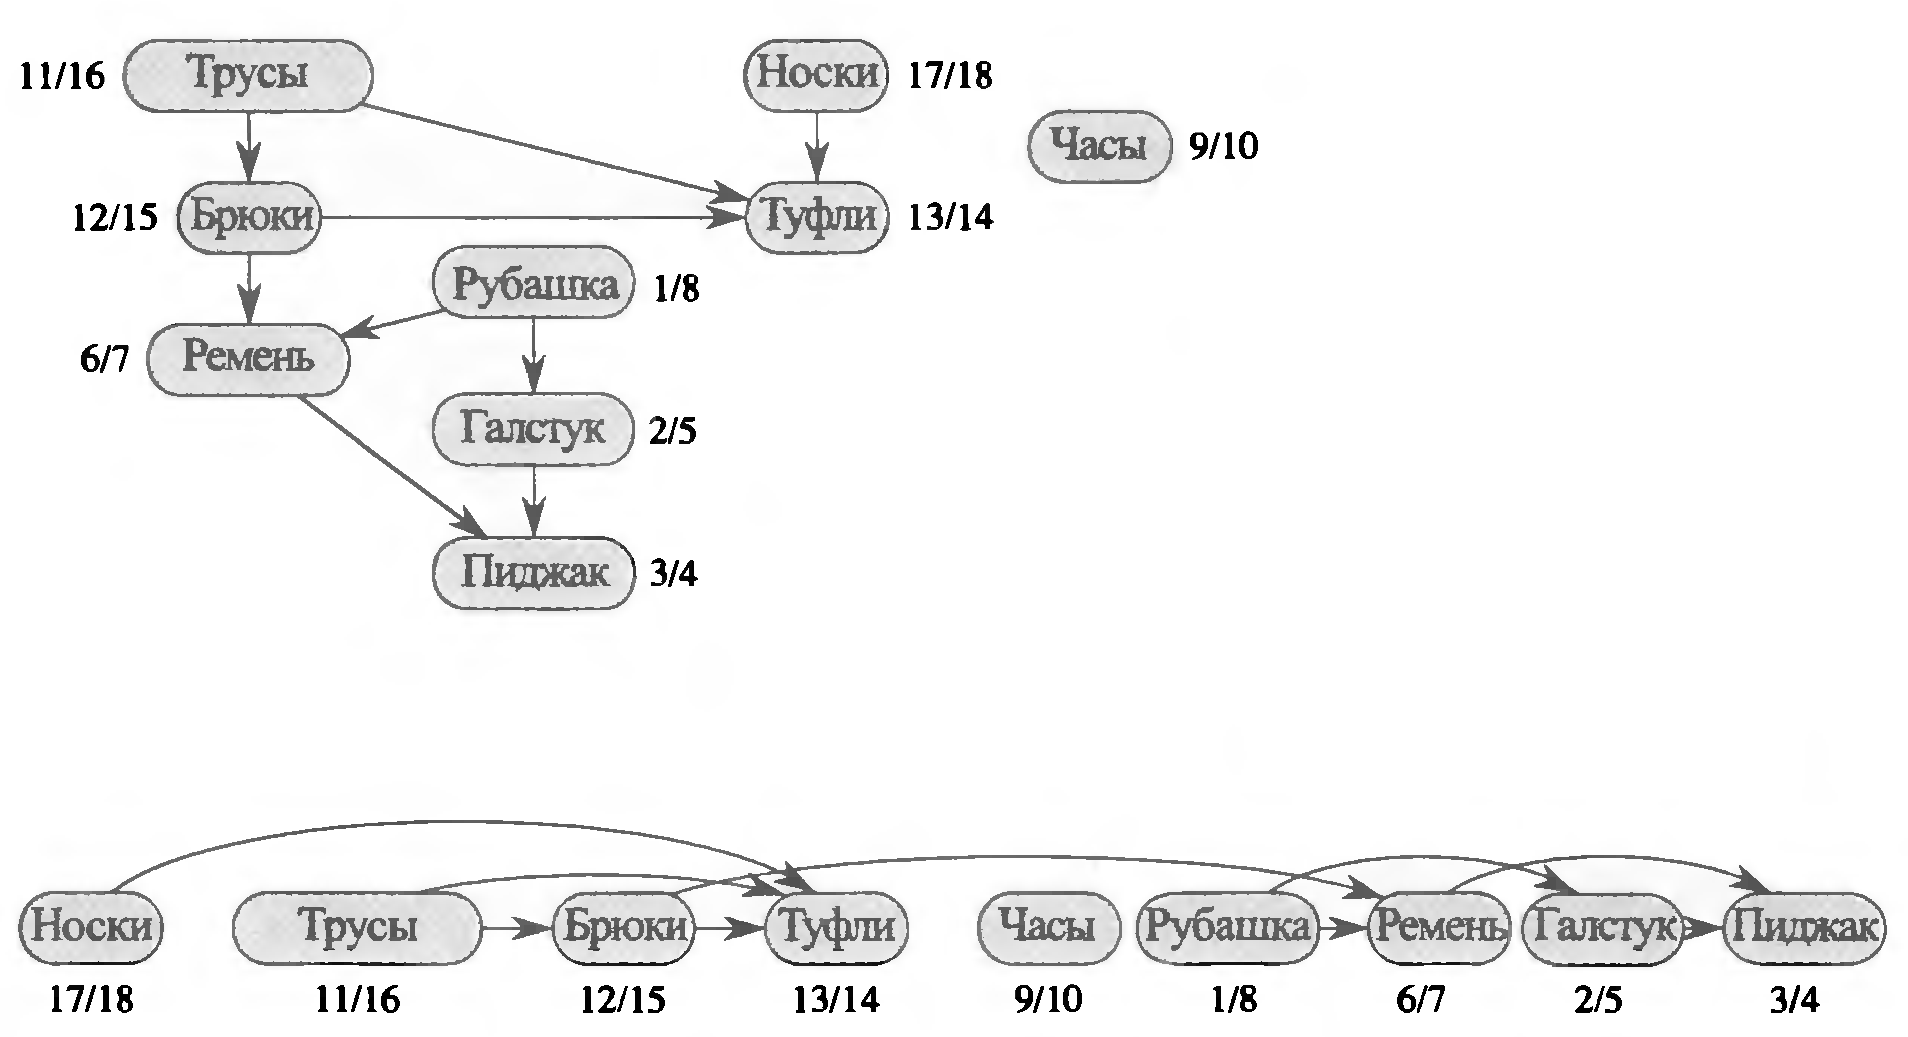 11/16 Трусы Носки 17/18
Часы 9/10
12/15 Брюки Туфли 13/14
Рубашка 1/8
6/7 Ремень
Галстук 2/5
Пиджак 3/4
Носки Трусы Брюки Туфли Часы Рубашка Ремень Галстук Пиджак
17/18 11/16 12/15 13/14 9/10 1/8 6/7 2/5 3/4